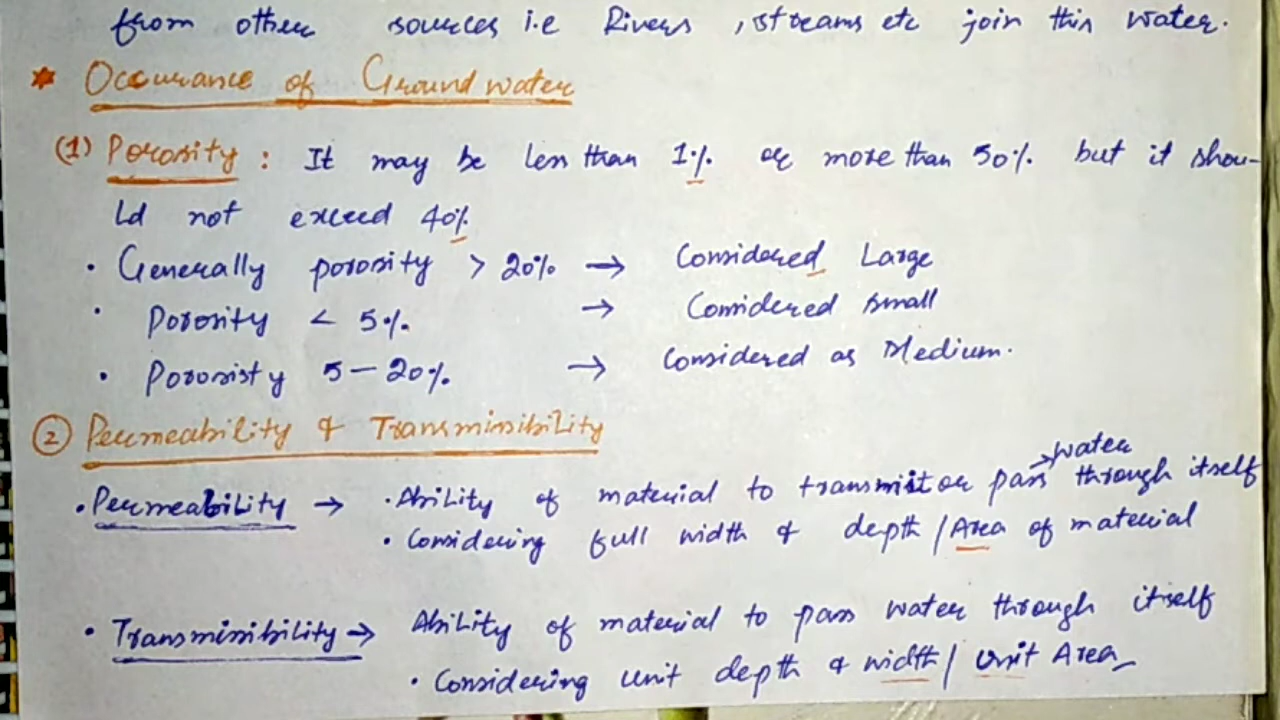 from other sources i.e Rivers , streams etc join this water.
* Occurance of Ground water
(1) Porosity : It may be less than 1% or more than 50% but it shou-
ld not exceed 40%
• Generally porosity > 20% → Considered Large
• Porosity < 5% → Considered small
• Porosisty 5 – 20% → Considered as Medium.
② Permeability & Transmissibility
• Permeability → • Ability of material to transmit or pass → water through itself
• Considering full width & depth / Area of material
• Transmissibility → Ability of material to pass water through itself
• Considering unit depth & width / Unit Area